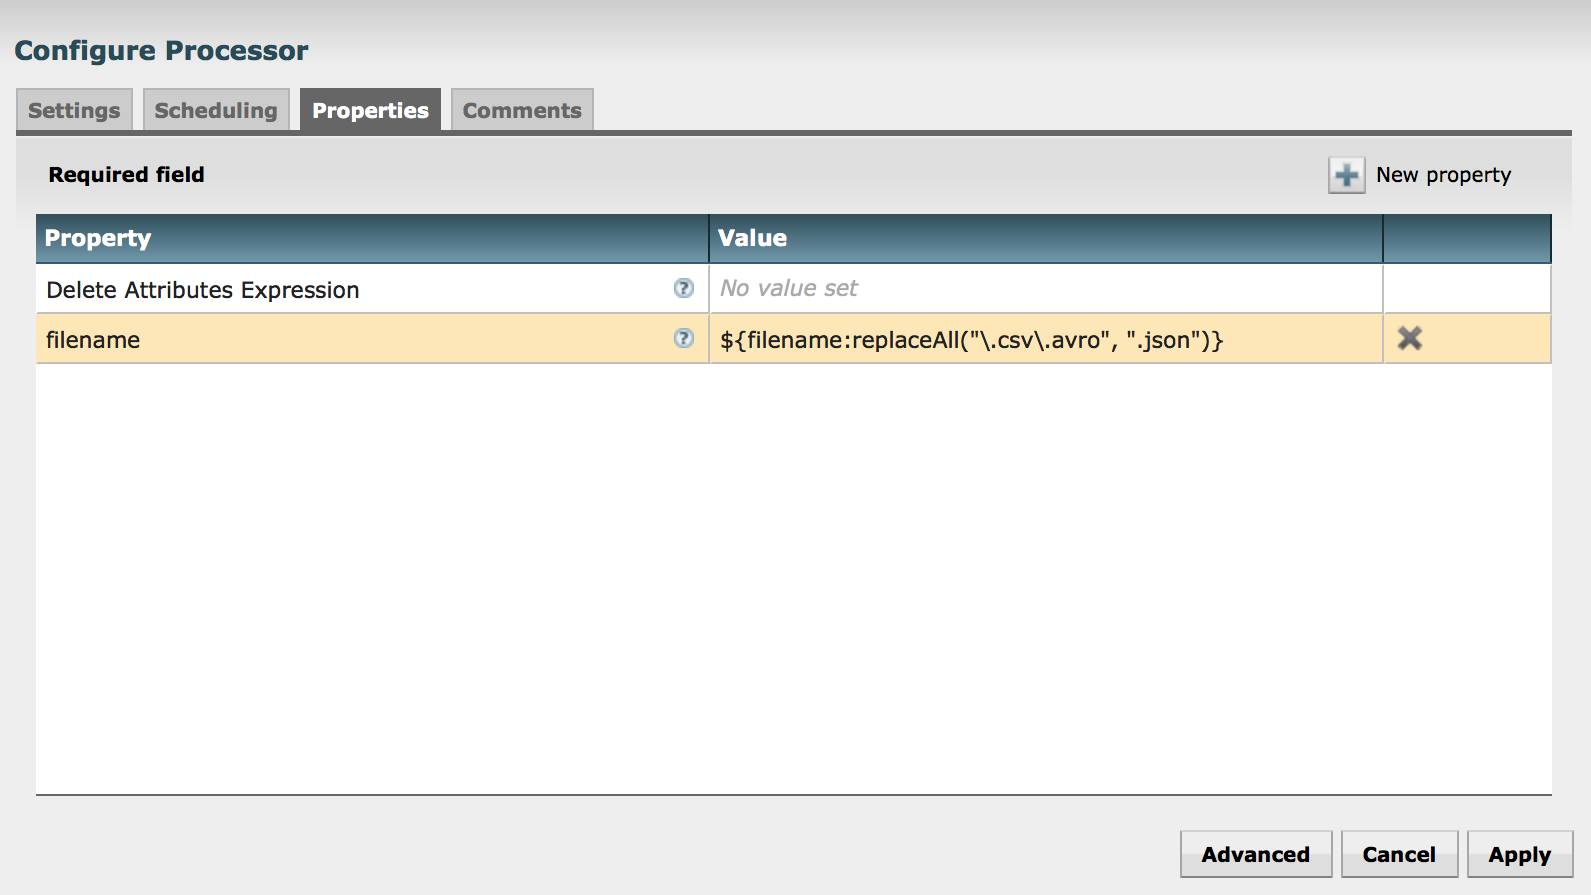 Configure Processor
Settings Scheduling Properties Comments
Required field New property
Property Value
Delete Attributes Expression ? No value set
filename ? ${filename:replaceAll("\.csv\.avro", ".json")}
Advanced Cancel Apply